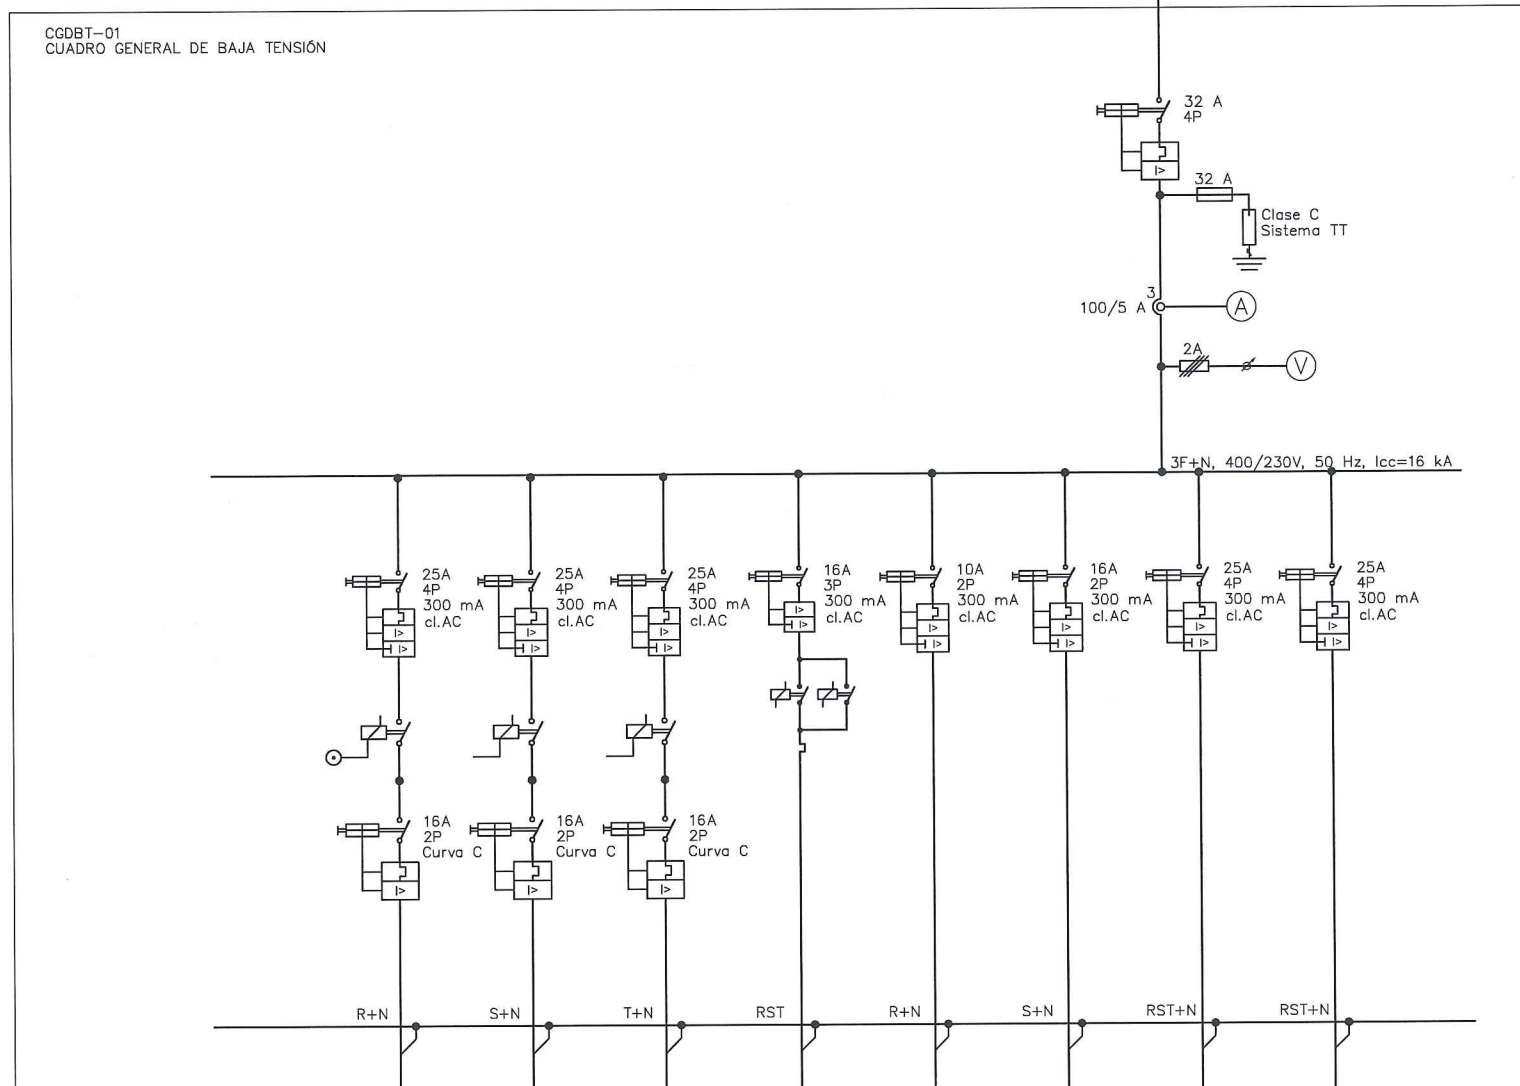 CGDBT-01
CUADRO GENERAL DE BAJA TENSIÓN
32 A
4P
I>
32 A
Clase C
Sistema TT
3
100/5 A
A
2A
V
3F+N, 400/230V, 50 Hz, Icc=16 kA
25A
4P
300 mA
cl.AC
I>
I>
25A
4P
300 mA
cl.AC
I>
I>
25A
4P
300 mA
cl.AC
I>
I>
16A
3P
300 mA
cl.AC
I>
I>
10A
2P
300 mA
cl.AC
I>
I>
16A
2P
300 mA
cl.AC
I>
I>
25A
4P
300 mA
cl.AC
I>
I>
25A
4P
300 mA
cl.AC
I>
I>
16A
2P
Curva C
I>
16A
2P
Curva C
I>
16A
2P
Curva C
I>
R+N
S+N
T+N
RST
R+N
S+N
RST+N
RST+N